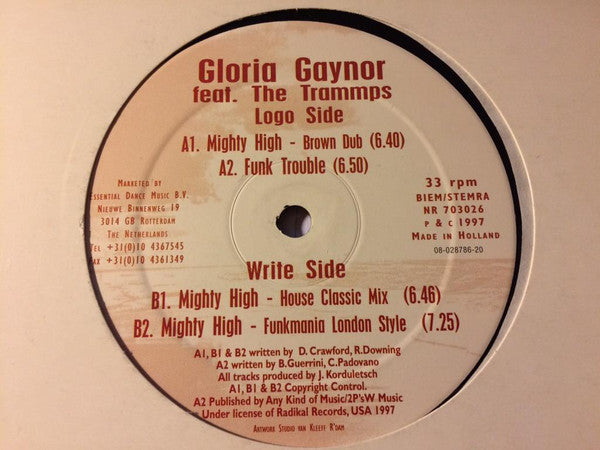 Gloria Gaynor
feat. The Trammps
Logo Side
A1. Mighty High - Brown Dub (6.40)
A2. Funk Trouble (6.50)
Marketed by
Essential Dance Music B.V.
Nieuwe Binnenweg 19
3014 GB Rotterdam
The Netherlands
Tel +31(0)10 4367545
Fax +31(0)10 4361349
33 rpm
BIEM/STEMRA
NR 703026
P & C 1997
Made in Holland
08-028786-20
Write Side
B1. Mighty High - House Classic Mix (6.46)
B2. Mighty High - Funkmania London Style (7.25)
A1, B1 & B2 written by D. Crawford, R.Downing
A2 written by B.Guerrini, C.Padovano
All tracks produced by J. Korduletsch
A1, B1 & B2 Copyright Control.
A2 Published by Any Kind of Music/2P'sW Music
Under license of Radikal Records, USA 1997
Artwork Studio van Kleeff R'dam